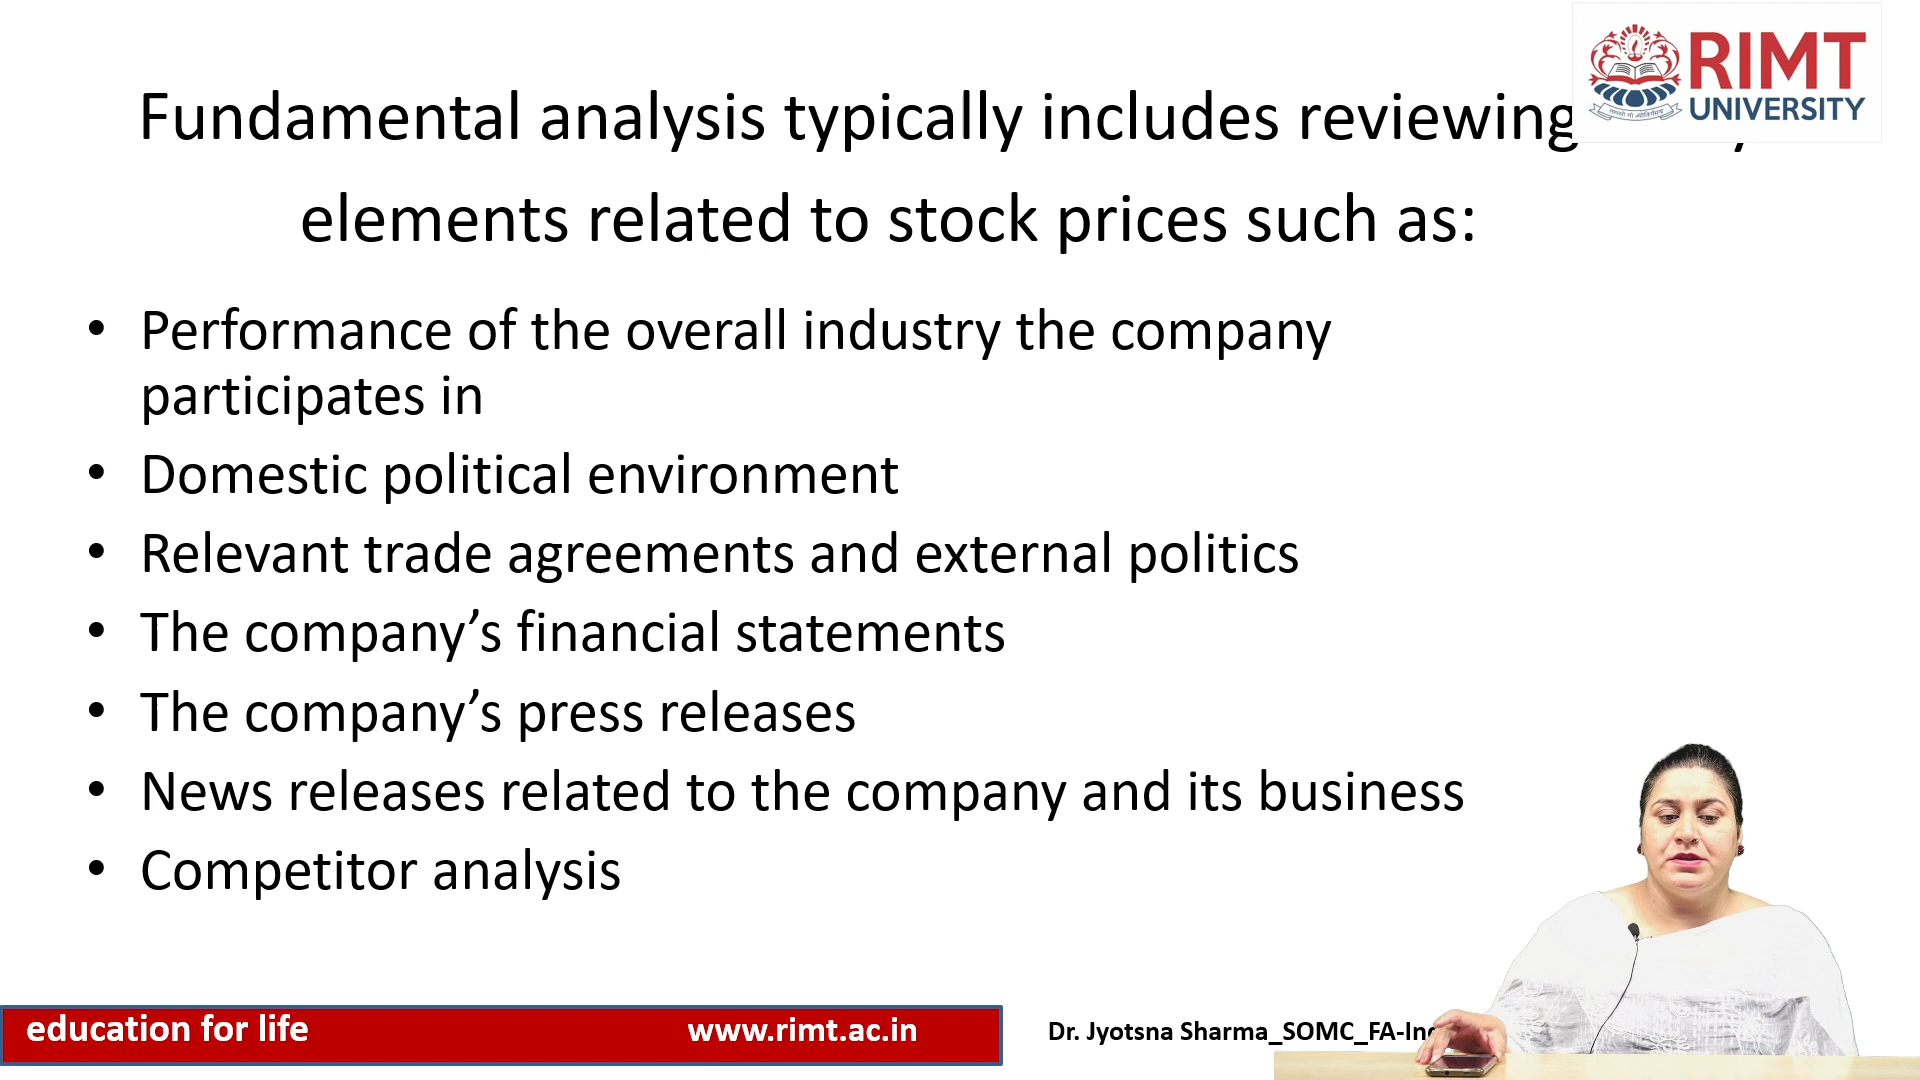 RIMT
UNIVERSITY
Fundamental analysis typically includes reviewing
elements related to stock prices such as:
• Performance of the overall industry the company
participates in
• Domestic political environment
• Relevant trade agreements and external politics
• The company’s financial statements
• The company’s press releases
• News releases related to the company and its business
• Competitor analysis
education for life
www.rimt.ac.in
Dr. Jyotsna Sharma_SOMC_FA-